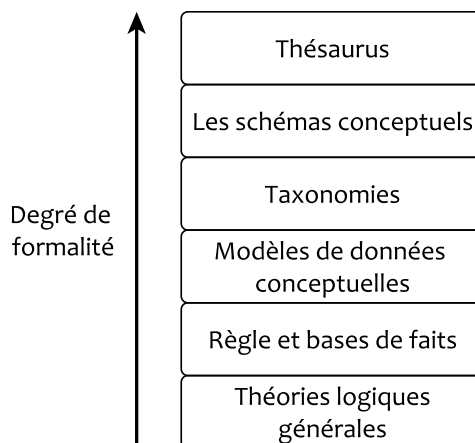 Thésaurus
Les schémas conceptuels
Taxonomies
Degré de
formalité
Modèles de données
conceptuelles
Règle et bases de faits
Théories logiques
générales